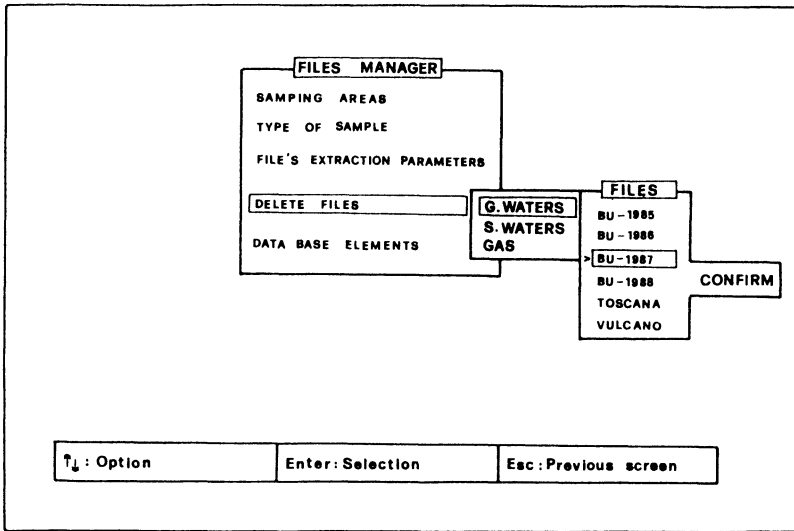 FILES MANAGER
SAMPING AREAS
TYPE OF SAMPLE
FILE'S EXTRACTION PARAMETERS
DELETE FILES
DATA BASE ELEMENTS
G.WATERS
S.WATERS
GAS
FILES
BU-1985
BU-1986
>BU-1987
BU-1988
TOSCANA
VULCANO
CONFIRM
↑↓: Option
Enter: Selection
Esc: Previous screen